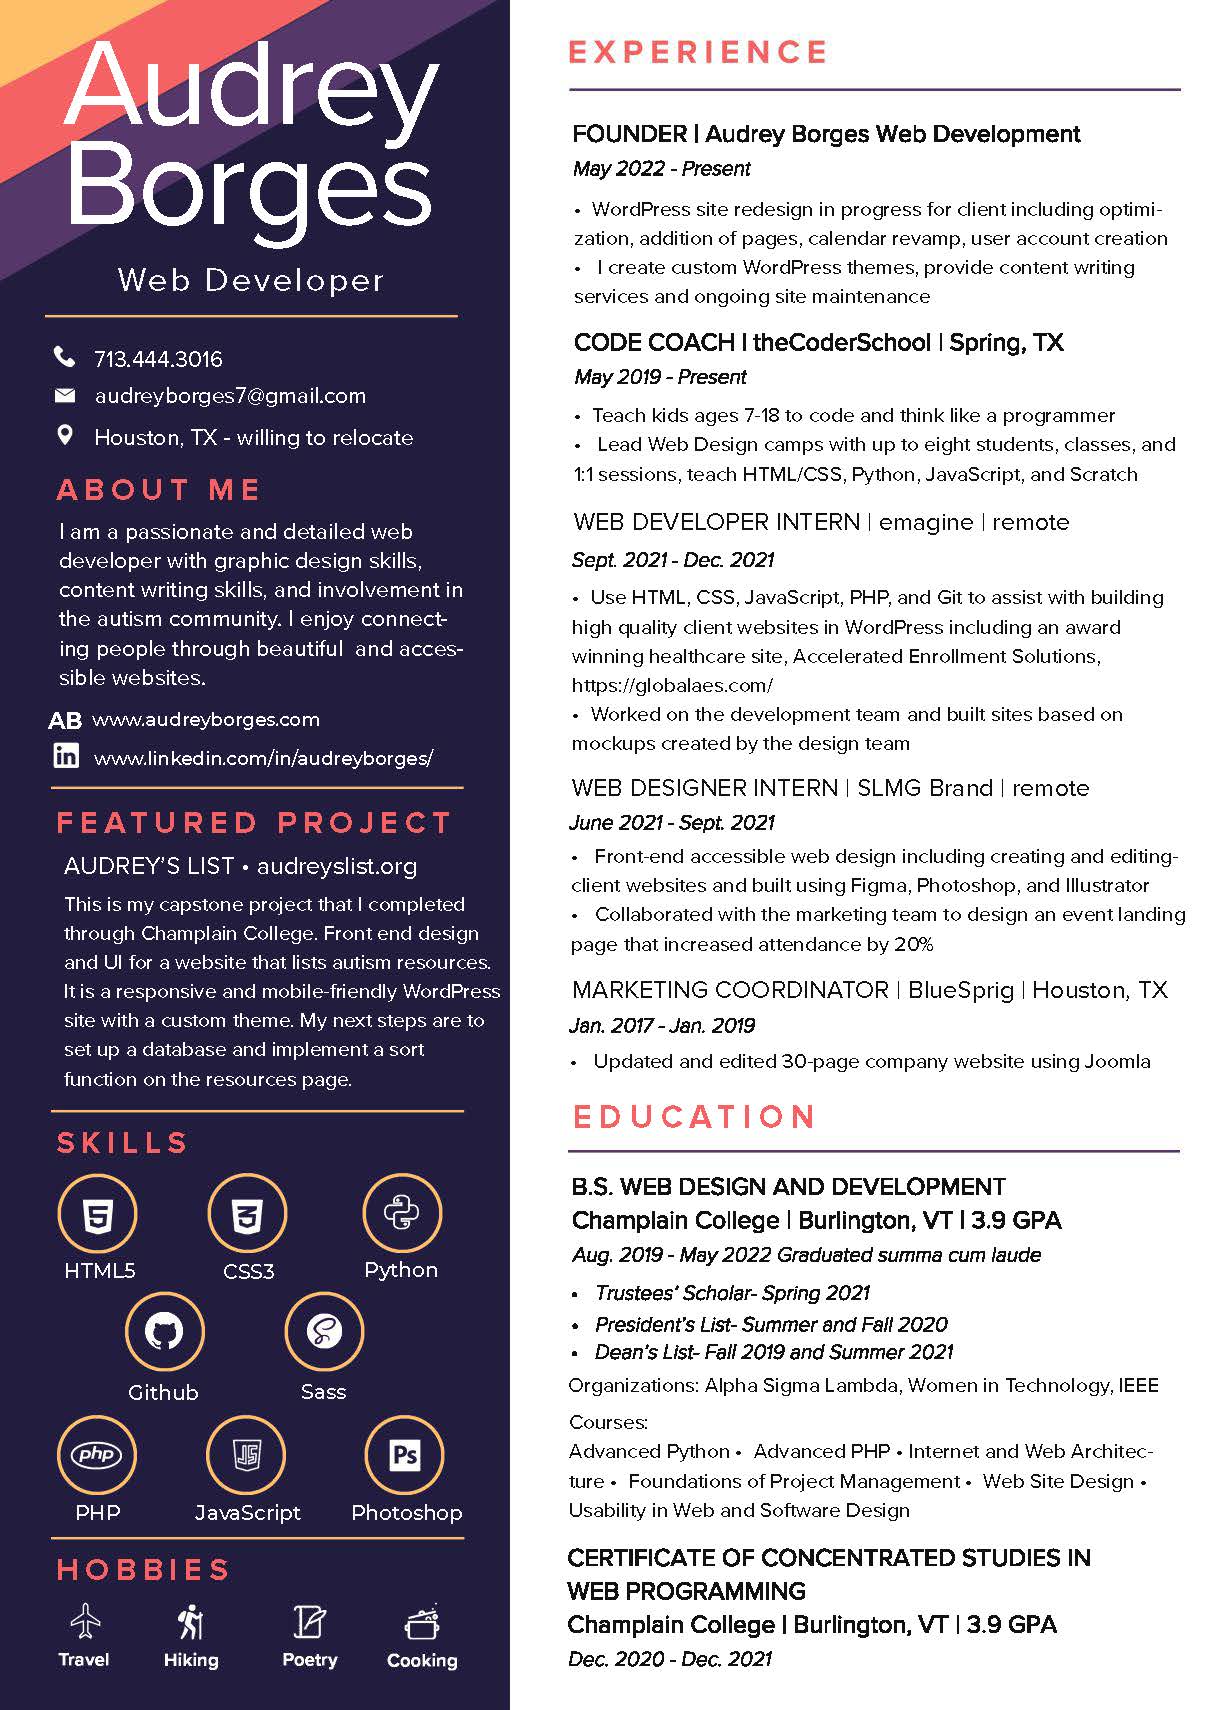 Audrey
Borges
Web Developer
713.444.3016
audreyborges7@gmail.com
Houston, TX - willing to relocate
ABOUT ME
I am a passionate and detailed web
developer with graphic design skills,
content writing skills, and involvement in
the autism community. I enjoy connect-
ing people through beautiful  and acces-
sible websites.
AB www.audreyborges.com
in www.linkedin.com/in/audreyborges/
FEATURED PROJECT
AUDREY'S LIST • audreyslist.org
This is my capstone project that I completed
through Champlain College. Front end design
and UI for a website that lists autism resources.
It is a responsive and mobile-friendly WordPress
site with a custom theme. My next steps are to
set up a database and implement a sort
function on the resources page.
SKILLS
5 3
HTML5 CSS3 Python
Github Sass
php JS Ps
PHP JavaScript Photoshop
HOBBIES
Travel Hiking Poetry Cooking
EXPERIENCE
FOUNDER | Audrey Borges Web Development
May 2022 - Present
• WordPress site redesign in progress for client including optimi-
zation, addition of pages, calendar revamp, user account creation
• I create custom WordPress themes, provide content writing
services and ongoing site maintenance
CODE COACH | theCoderSchool | Spring, TX
May 2019 - Present
• Teach kids ages 7-18 to code and think like a programmer
• Lead Web Design camps with up to eight students, classes, and
1:1 sessions, teach HTML/CSS, Python, JavaScript, and Scratch
WEB DEVELOPER INTERN | emagine | remote
Sept. 2021 - Dec. 2021
• Use HTML, CSS, JavaScript, PHP, and Git to assist with building
high quality client websites in WordPress including an award
winning healthcare site, Accelerated Enrollment Solutions,
https://globalaes.com/
• Worked on the development team and built sites based on
mockups created by the design team
WEB DESIGNER INTERN | SLMG Brand | remote
June 2021 - Sept. 2021
• Front-end accessible web design including creating and editing-
client websites and built using Figma, Photoshop, and Illustrator
• Collaborated with the marketing team to design an event landing
page that increased attendance by 20%
MARKETING COORDINATOR | BlueSprig | Houston, TX
Jan. 2017 - Jan. 2019
• Updated and edited 30-page company website using Joomla
EDUCATION
B.S. WEB DESIGN AND DEVELOPMENT
Champlain College | Burlington, VT | 3.9 GPA
Aug. 2019 - May 2022 Graduated summa cum laude
• Trustees' Scholar- Spring 2021
• President's List- Summer and Fall 2020
• Dean's List- Fall 2019 and Summer 2021
Organizations: Alpha Sigma Lambda, Women in Technology, IEEE
Courses:
Advanced Python • Advanced PHP • Internet and Web Architec-
ture • Foundations of Project Management • Web Site Design •
Usability in Web and Software Design
CERTIFICATE OF CONCENTRATED STUDIES IN
WEB PROGRAMMING
Champlain College | Burlington, VT | 3.9 GPA
Dec. 2020 - Dec. 2021